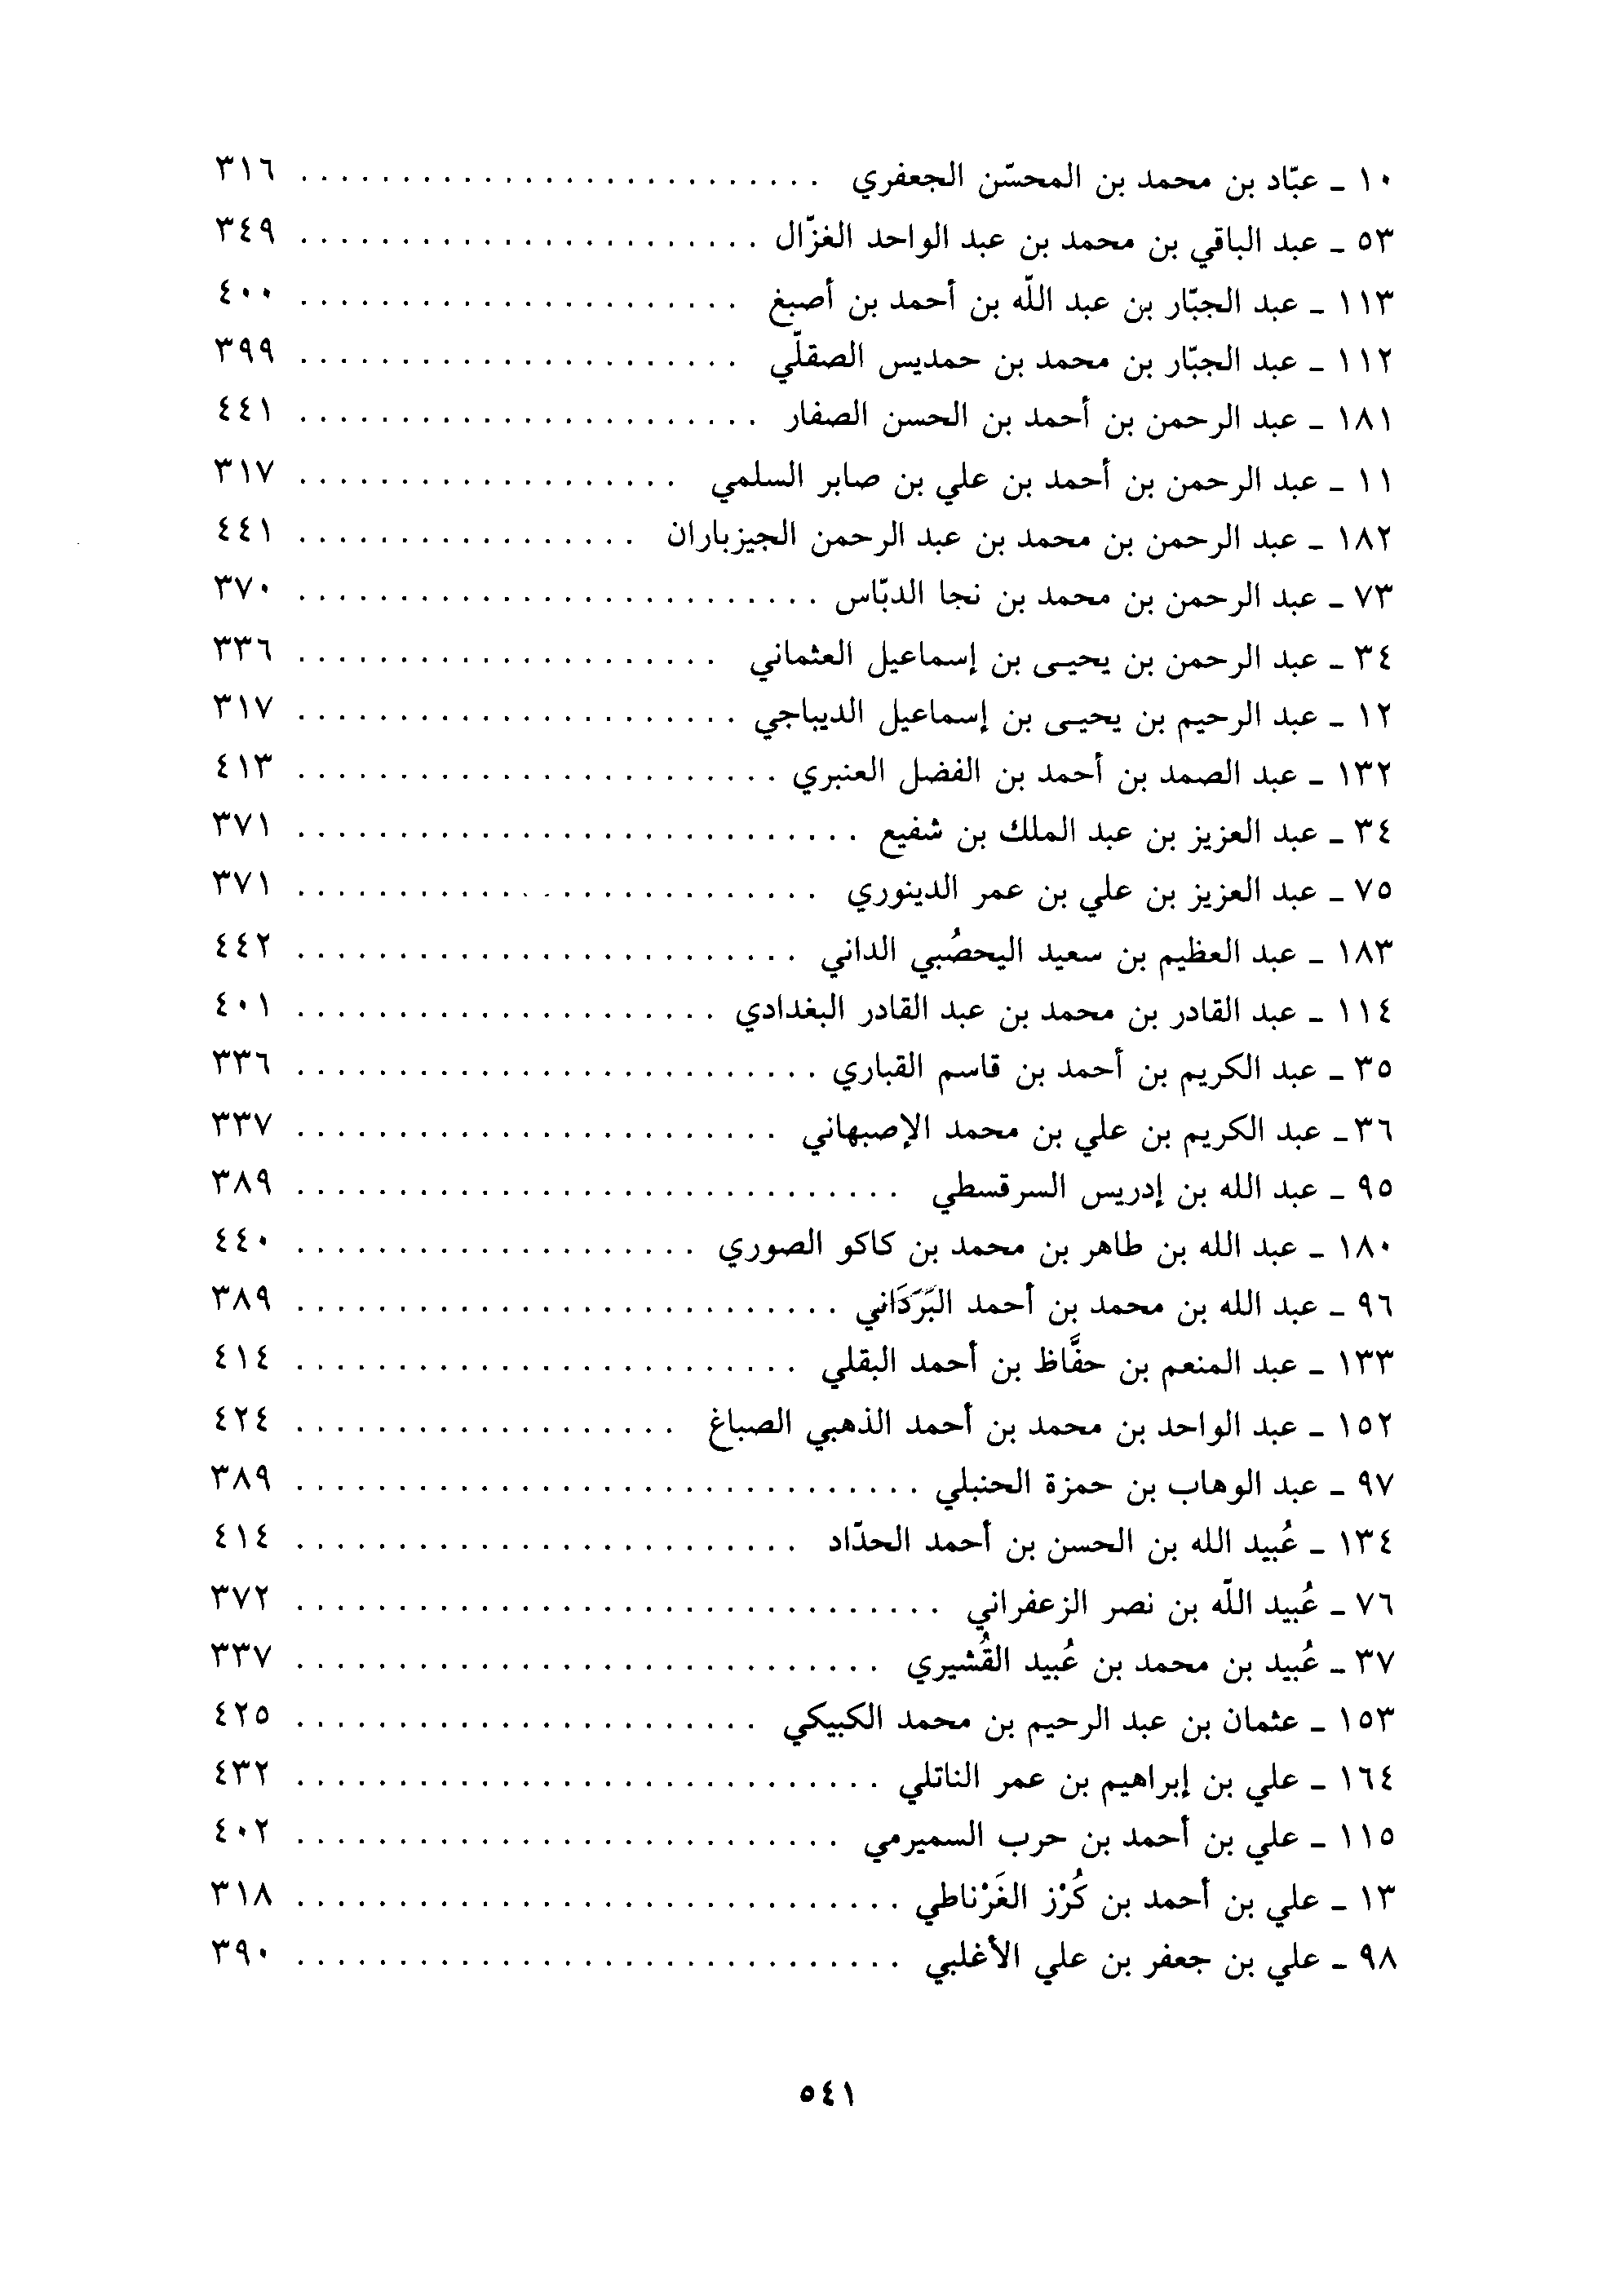 ١٠ ـ عبّاد بن محمد بن المحسّن الجعفري . . . . . . . . . . . . . . . . . . . . . . . . . . ٣١٦
٥٣ ـ عبد الباقي بن محمد بن عبد الواحد الغزّال . . . . . . . . . . . . . . . . . . . . . . . ٣٤٩
١١٣ ـ عبد الجبّار بن عبد اللّه بن أحمد بن أصبغ . . . . . . . . . . . . . . . . . . . . . . ٤٠٠
١١٢ ـ عبد الجبّار بن محمد بن حمديس الصقلّي . . . . . . . . . . . . . . . . . . . . . . ٣٩٩
١٨١ ـ عبد الرحمن بن أحمد بن الحسن الصفار . . . . . . . . . . . . . . . . . . . . . . . ٤٤١
١١ ـ عبد الرحمن بن أحمد بن علي بن صابر السلمي . . . . . . . . . . . . . . . . . . . ٣١٧
١٨٢ ـ عبد الرحمن بن محمد بن عبد الرحمن الجيزباران . . . . . . . . . . . . . . . . . ٤٤١
٧٣ ـ عبد الرحمن بن محمد بن نجا الدبّاس . . . . . . . . . . . . . . . . . . . . . . . . . . ٣٧٠
٣٤ ـ عبد الرحمن بن يحيـى بن إسماعيل العثماني . . . . . . . . . . . . . . . . . . . . . ٣٣٦
١٢ ـ عبد الرحيم بن يحيـى بن إسماعيل الديباجي . . . . . . . . . . . . . . . . . . . . . . ٣١٧
١٣٢ ـ عبد الصمد بن أحمد بن الفضل العنبري . . . . . . . . . . . . . . . . . . . . . . . . ٤١٣
٣٤ ـ عبد العزيز بن عبد الملك بن شفيع . . . . . . . . . . . . . . . . . . . . . . . . . . . . ٣٧١
٧٥ ـ عبد العزيز بن علي بن عمر الدينوري . . . . . . . . . . . . . . . . . . . . . . . . . . ٣٧١
١٨٣ ـ عبد العظيم بن سعيد اليحصُبي الداني . . . . . . . . . . . . . . . . . . . . . . . . . ٤٤٢
١١٤ ـ عبد القادر بن محمد بن عبد القادر البغدادي . . . . . . . . . . . . . . . . . . . . . ٤٠١
٣٥ ـ عبد الكريم بن أحمد بن قاسم القباري . . . . . . . . . . . . . . . . . . . . . . . . . . ٣٣٦
٣٦ ـ عبد الكريم بن علي بن محمد الإصبهاني . . . . . . . . . . . . . . . . . . . . . . . . ٣٣٧
٩٥ ـ عبد الله بن إدريس السرقسطي . . . . . . . . . . . . . . . . . . . . . . . . . . . . . . ٣٨٩
١٨٠ ـ عبد الله بن طاهر بن محمد بن كاكو الصوري . . . . . . . . . . . . . . . . . . . . ٤٤٠
٩٦ ـ عبد الله بن محمد بن أحمد البَرَدَاني . . . . . . . . . . . . . . . . . . . . . . . . . . . ٣٨٩
١٣٣ ـ عبد المنعم بن حفَّاظ بن أحمد البقلي . . . . . . . . . . . . . . . . . . . . . . . . . ٤١٤
١٥٢ ـ عبد الواحد بن محمد بن أحمد الذهبي الصباغ . . . . . . . . . . . . . . . . . . . ٤٢٤
٩٧ ـ عبد الوهاب بن حمزة الحنبلي . . . . . . . . . . . . . . . . . . . . . . . . . . . . . . . ٣٨٩
١٣٤ ـ عُبيد الله بن الحسن بن أحمد الحدّاد . . . . . . . . . . . . . . . . . . . . . . . . . ٤١٤
٧٦ ـ عُبيد اللّه بن نصر الزعفراني . . . . . . . . . . . . . . . . . . . . . . . . . . . . . . . . ٣٧٢
٣٧ ـ عُبيد بن محمد بن عُبيد القُشيري . . . . . . . . . . . . . . . . . . . . . . . . . . . . . ٣٣٧
١٥٣ ـ عثمان بن عبد الرحيم بن محمد الكبيكي . . . . . . . . . . . . . . . . . . . . . . . ٤٢٥
١٦٤ ـ علي بن إبراهيم بن عمر الناتلي . . . . . . . . . . . . . . . . . . . . . . . . . . . . . ٤٣٢
١١٥ ـ علي بن أحمد بن حرب السميرمي . . . . . . . . . . . . . . . . . . . . . . . . . . . ٤٠٢
١٣ ـ علي بن أحمد بن كُرْز الغَرْناطي . . . . . . . . . . . . . . . . . . . . . . . . . . . . . . ٣١٨
٩٨ ـ علي بن جعفر بن علي الأغلبي . . . . . . . . . . . . . . . . . . . . . . . . . . . . . . ٣٩٠
٥٤١